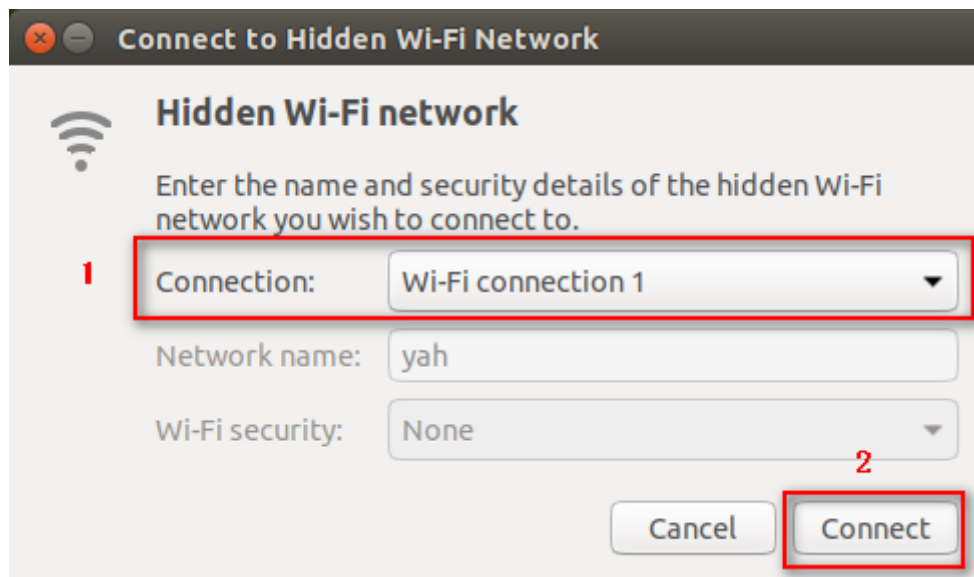 Connect to Hidden Wi-Fi Network
Hidden Wi-Fi network
Enter the name and security details of the hidden Wi-Fi
network you wish to connect to.
1
Connection: Wi-Fi connection 1
Network name: yah
Wi-Fi security: None
2
Cancel Connect